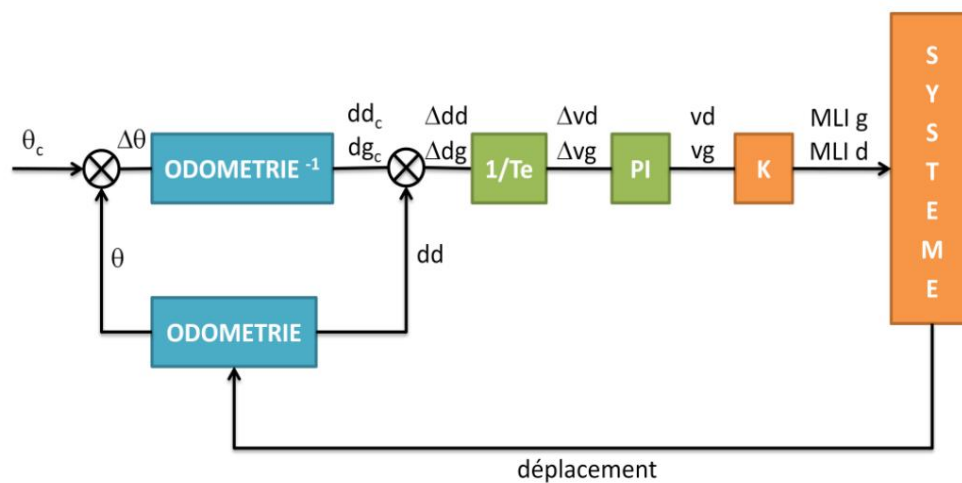 θc
Δθ
ODOMETRIE -1
ddc
dgc
Δdd
Δdg
1/Te
Δvd
Δvg
PI
vd
vg
K
MLI g
MLI d
S
Y
S
T
E
M
E
θ
dd
ODOMETRIE
déplacement